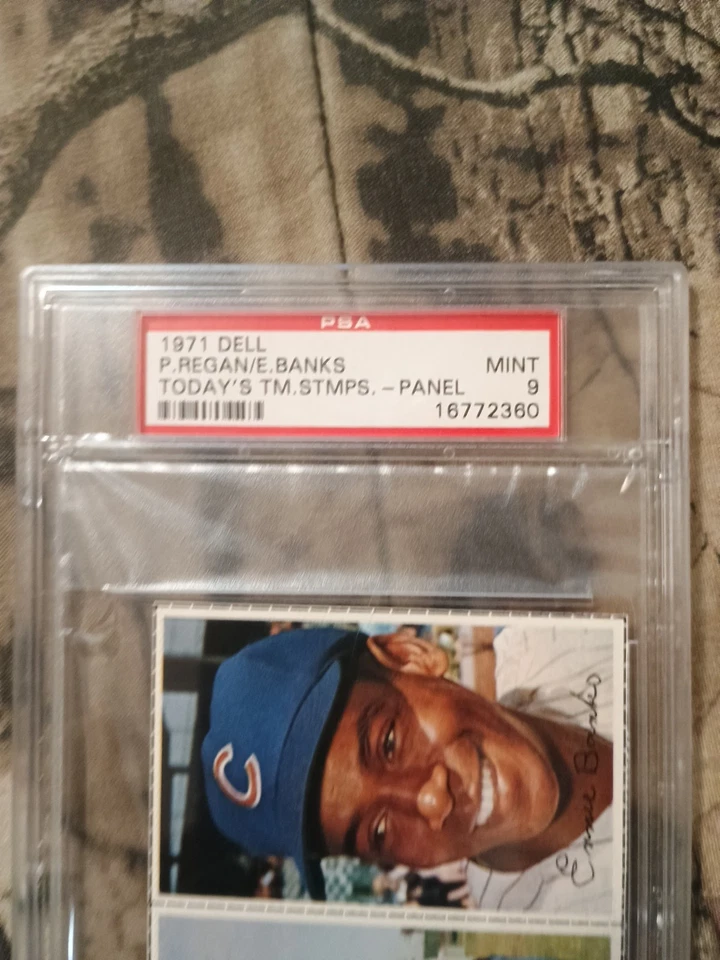 PSA
1971 DELL
P.REGAN/E.BANKS MINT
TODAY'S TM.STMPS. -PANEL 9
16772360
C
Ernie Banks